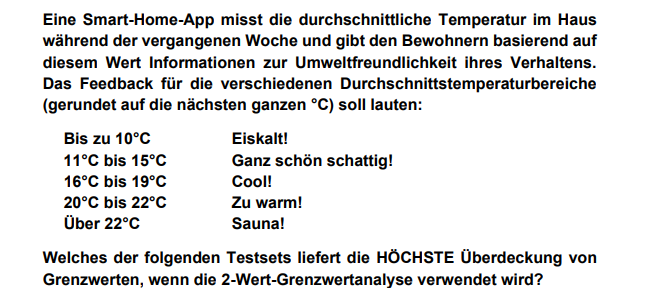 Eine Smart-Home-App misst die durchschnittliche Temperatur im Haus
während der vergangenen Woche und gibt den Bewohnern basierend auf
diesem Wert Informationen zur Umweltfreundlichkeit ihres Verhaltens.
Das Feedback für die verschiedenen Durchschnittstemperaturbereiche
(gerundet auf die nächsten ganzen °C) soll lauten:
Bis zu 10°C Eiskalt!
11°C bis 15°C Ganz schön schattig!
16°C bis 19°C Cool!
20°C bis 22°C Zu warm!
Über 22°C Sauna!
Welches der folgenden Testsets liefert die HÖCHSTE Überdeckung von
Grenzwerten, wenn die 2-Wert-Grenzwertanalyse verwendet wird?